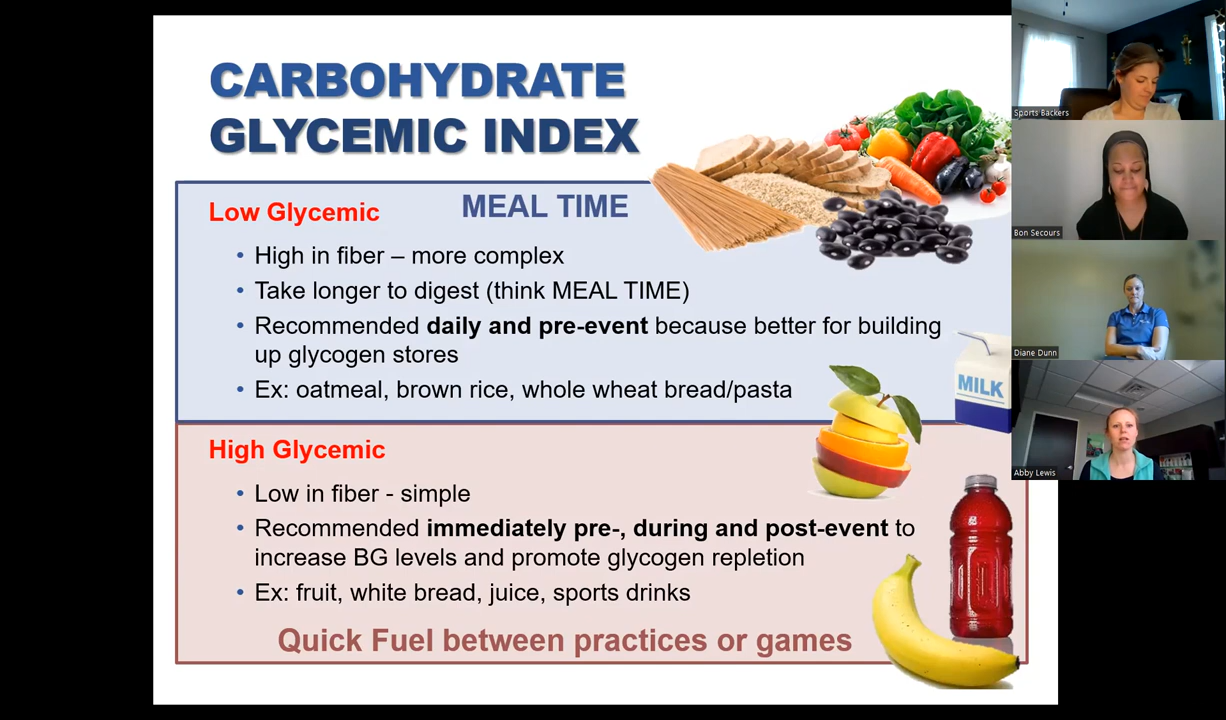 CARBOHYDRATE
GLYCEMIC INDEX
Low Glycemic
MEAL TIME
• High in fiber – more complex
• Take longer to digest (think MEAL TIME)
• Recommended daily and pre-event because better for building
up glycogen stores
• Ex: oatmeal, brown rice, whole wheat bread/pasta
MILK
High Glycemic
• Low in fiber - simple
• Recommended immediately pre-, during and post-event to
increase BG levels and promote glycogen repletion
• Ex: fruit, white bread, juice, sports drinks
Quick Fuel between practices or games
Sports Backers
Bon Secours
Diane Dunn
Abby Lewis